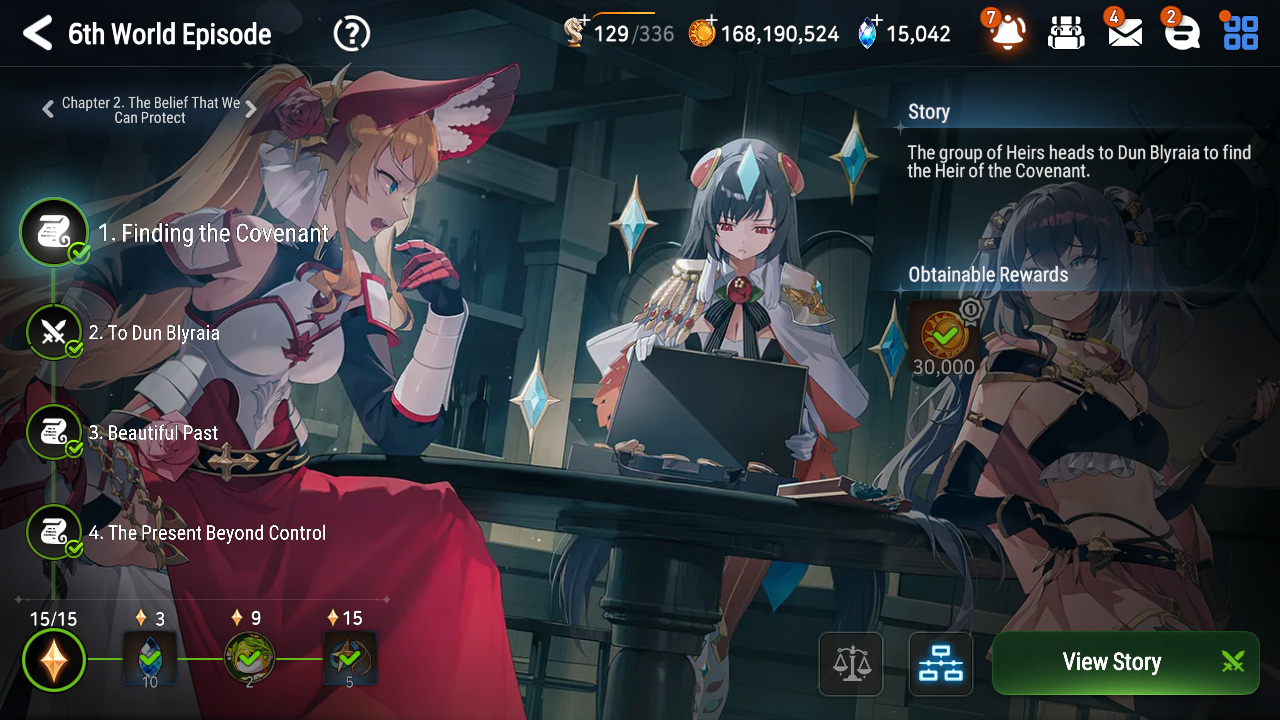 6th World Episode
?
129/336
168,190,524
15,042
7
4
2
Chapter 2. The Belief That We
Can Protect
1. Finding the Covenant
2. To Dun Blyraia
3. Beautiful Past
4. The Present Beyond Control
15/15
3
9
15
10
2
5
Story
The group of Heirs heads to Dun Blyraia to find
the Heir of the Covenant.
Obtainable Rewards
1
30,000
View Story